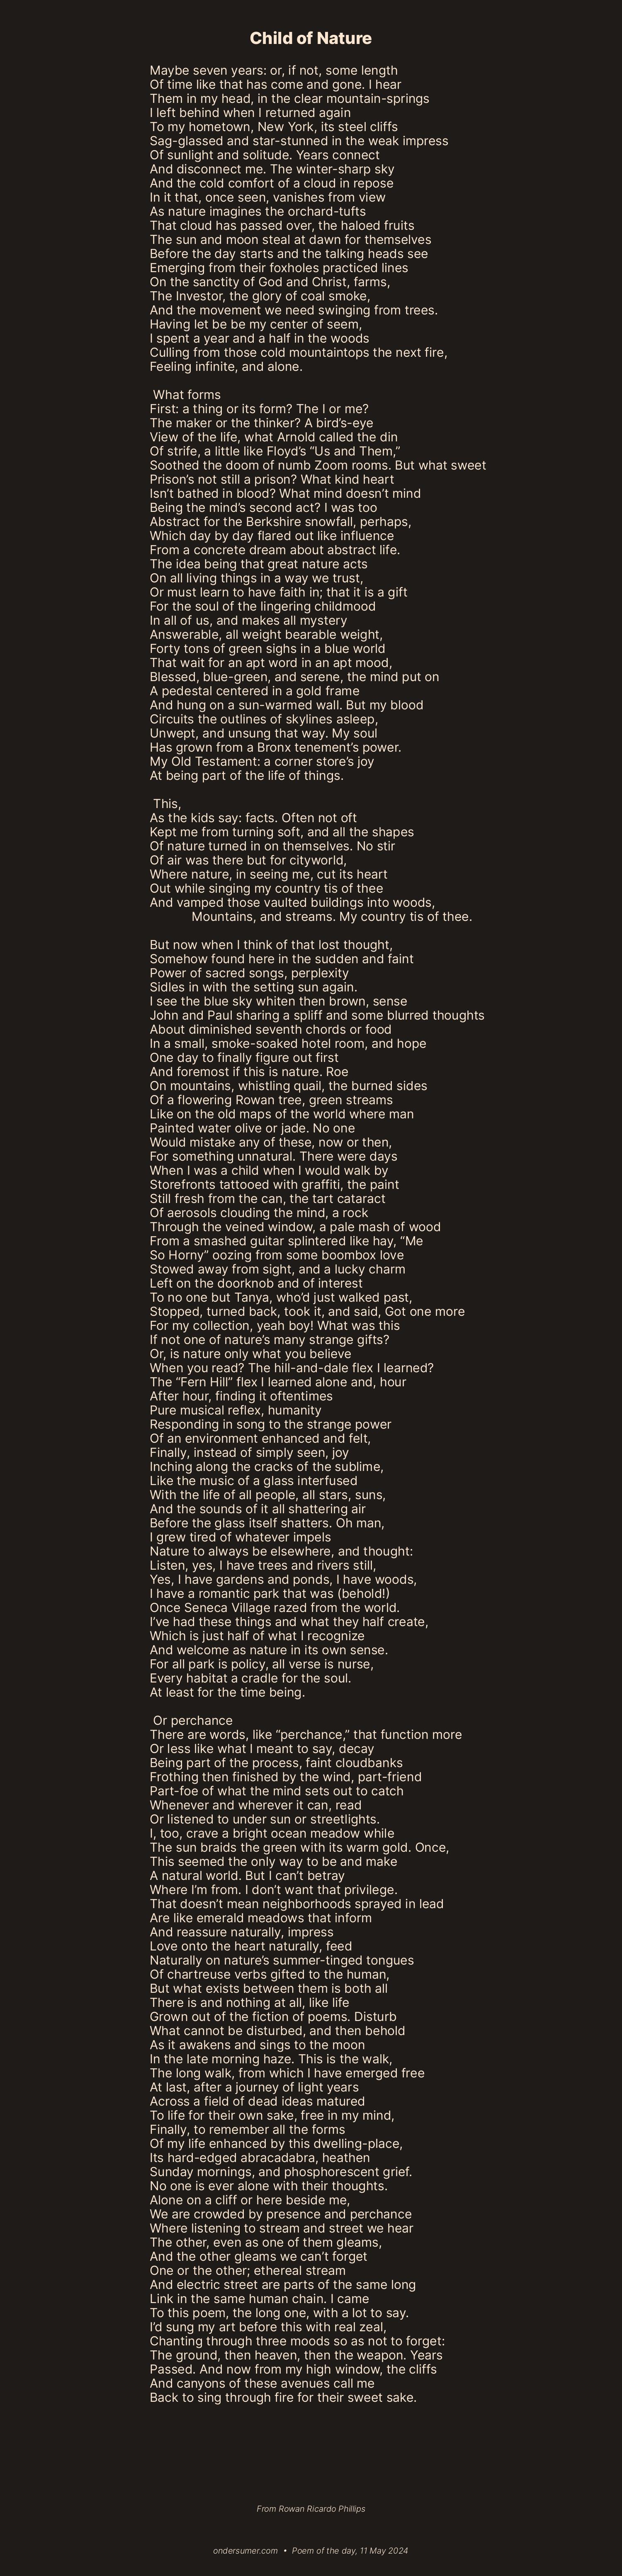 Child of Nature
Maybe seven years: or, if not, some length
Of time like that has come and gone. I hear
Them in my head, in the clear mountain-springs
I left behind when I returned again
To my hometown, New York, its steel cliffs
Sag-glassed and star-stunned in the weak impress
Of sunlight and solitude. Years connect
And disconnect me. The winter-sharp sky
And the cold comfort of a cloud in repose
In it that, once seen, vanishes from view
As nature imagines the orchard-tufts
That cloud has passed over, the haloed fruits
The sun and moon steal at dawn for themselves
Before the day starts and the talking heads see
Emerging from their foxholes practiced lines
On the sanctity of God and Christ, farms,
The Investor, the glory of coal smoke,
And the movement we need swinging from trees.
Having let be be my center of seem,
I spent a year and a half in the woods
Culling from those cold mountaintops the next fire,
Feeling infinite, and alone.
What forms
First: a thing or its form? The I or me?
The maker or the thinker? A bird's-eye
View of the life, what Arnold called the din
Of strife, a little like Floyd's “Us and Them,”
Soothed the doom of numb Zoom rooms. But what sweet
Prison's not still a prison? What kind heart
Isn't bathed in blood? What mind doesn't mind
Being the mind's second act? I was too
Abstract for the Berkshire snowfall, perhaps,
Which day by day flared out like influence
From a concrete dream about abstract life.
The idea being that great nature acts
On all living things in a way we trust,
Or must learn to have faith in; that it is a gift
For the soul of the lingering childmood
In all of us, and makes all mystery
Answerable, all weight bearable weight,
Forty tons of green sighs in a blue world
That wait for an apt word in an apt mood,
Blessed, blue-green, and serene, the mind put on
A pedestal centered in a gold frame
And hung on a sun-warmed wall. But my blood
Circuits the outlines of skylines asleep,
Unwept, and unsung that way. My soul
Has grown from a Bronx tenement's power.
My Old Testament: a corner store's joy
At being part of the life of things.
This,
As the kids say: facts. Often not oft
Kept me from turning soft, and all the shapes
Of nature turned in on themselves. No stir
Of air was there but for cityworld,
Where nature, in seeing me, cut its heart
Out while singing my country tis of thee
And vamped those vaulted buildings into woods,
Mountains, and streams. My country tis of thee.
But now when I think of that lost thought,
Somehow found here in the sudden and faint
Power of sacred songs, perplexity
Sidles in with the setting sun again.
I see the blue sky whiten then brown, sense
John and Paul sharing a spliff and some blurred thoughts
About diminished seventh chords or food
In a small, smoke-soaked hotel room, and hope
One day to finally figure out first
And foremost if this is nature. Roe
On mountains, whistling quail, the burned sides
Of a flowering Rowan tree, green streams
Like on the old maps of the world where man
Painted water olive or jade. No one
Would mistake any of these, now or then,
For something unnatural. There were days
When I was a child when I would walk by
Storefronts tattooed with graffiti, the paint
Still fresh from the can, the tart cataract
Of aerosols clouding the mind, a rock
Through the veined window, a pale mash of wood
From a smashed guitar splintered like hay, “Me
So Horny” oozing from some boombox love
Stowed away from sight, and a lucky charm
Left on the doorknob and of interest
To no one but Tanya, who'd just walked past,
Stopped, turned back, took it, and said, Got one more
For my collection, yeah boy! What was this
If not one of nature's many strange gifts?
Or, is nature only what you believe
When you read? The hill-and-dale flex I learned?
The “Fern Hill” flex I learned alone and, hour
After hour, finding it oftentimes
Pure musical reflex, humanity
Responding in song to the strange power
Of an environment enhanced and felt,
Finally, instead of simply seen, joy
Inching along the cracks of the sublime,
Like the music of a glass interfused
With the life of all people, all stars, suns,
And the sounds of it all shattering air
Before the glass itself shatters. Oh man,
I grew tired of whatever impels
Nature to always be elsewhere, and thought:
Listen, yes, I have trees and rivers still,
Yes, I have gardens and ponds, I have woods,
I have a romantic park that was (behold!)
Once Seneca Village razed from the world.
I've had these things and what they half create,
Which is just half of what I recognize
And welcome as nature in its own sense.
For all park is policy, all verse is nurse,
Every habitat a cradle for the soul.
At least for the time being.
Or perchance
There are words, like “perchance,” that function more
Or less like what I meant to say, decay
Being part of the process, faint cloudbanks
Frothing then finished by the wind, part-friend
Part-foe of what the mind sets out to catch
Whenever and wherever it can, read
Or listened to under sun or streetlights.
I, too, crave a bright ocean meadow while
The sun braids the green with its warm gold. Once,
This seemed the only way to be and make
A natural world. But I can't betray
Where I'm from. I don't want that privilege.
That doesn't mean neighborhoods sprayed in lead
Are like emerald meadows that inform
And reassure naturally, impress
Love onto the heart naturally, feed
Naturally on nature's summer-tinged tongues
Of chartreuse verbs gifted to the human,
But what exists between them is both all
There is and nothing at all, like life
Grown out of the fiction of poems. Disturb
What cannot be disturbed, and then behold
As it awakens and sings to the moon
In the late morning haze. This is the walk,
The long walk, from which I have emerged free
At last, after a journey of light years
Across a field of dead ideas matured
To life for their own sake, free in my mind,
Finally, to remember all the forms
Of my life enhanced by this dwelling-place,
Its hard-edged abracadabra, heathen
Sunday mornings, and phosphorescent grief.
No one is ever alone with their thoughts.
Alone on a cliff or here beside me,
We are crowded by presence and perchance
Where listening to stream and street we hear
The other, even as one of them gleams,
And the other gleams we can't forget
One or the other; ethereal stream
And electric street are parts of the same long
Link in the same human chain. I came
To this poem, the long one, with a lot to say.
I'd sung my art before this with real zeal,
Chanting through three moods so as not to forget:
The ground, then heaven, then the weapon. Years
Passed. And now from my high window, the cliffs
And canyons of these avenues call me
Back to sing through fire for their sweet sake.
From Rowan Ricardo Phillips
ondersumer.com • Poem of the day, 11 May 2024